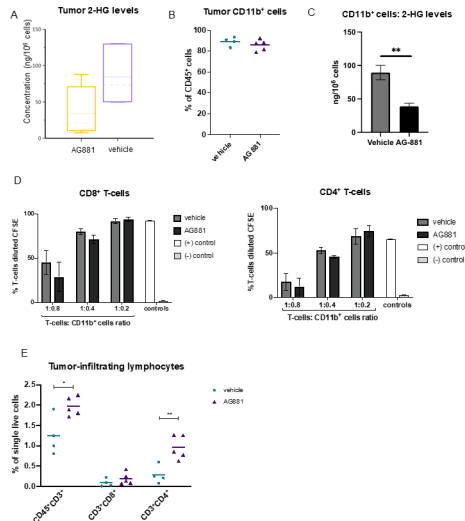 A
Tumor 2-HG levels
Concentration (ng/10⁶ cells)
150
100
50
0
AG881
vehicle
B
Tumor CD11b⁺ cells
% of CD45⁺ cells
100
80
60
40
20
0
vehicle
AG881
C
CD11b⁺ cells: 2-HG levels
ng/10⁶ cells
150
100
50
0
**
Vehicle AG-881
D
CD8⁺ T-cells
% T-cells diluted CFSE
100
50
0
1:0.8
1:0.4
1:0.2
controls
T-cells: CD11b⁺ cells ratio
vehicle
AG881
(+) control
(-) control
CD4⁺ T-cells
%T-cells diluted CFSE
100
50
0
1:0.8
1:0.4
1:0.2
controls
T-cells: CD11b⁺ cells ratio
vehicle
AG881
(+) control
(-) control
E
Tumor-infiltrating lymphocytes
% of single live cells
2.5
2.0
1.5
1.0
0.5
0.0
*
**
CD45⁺CD3⁺
CD3⁺CD8⁺
CD3⁺CD4⁺
vehicle
AG881